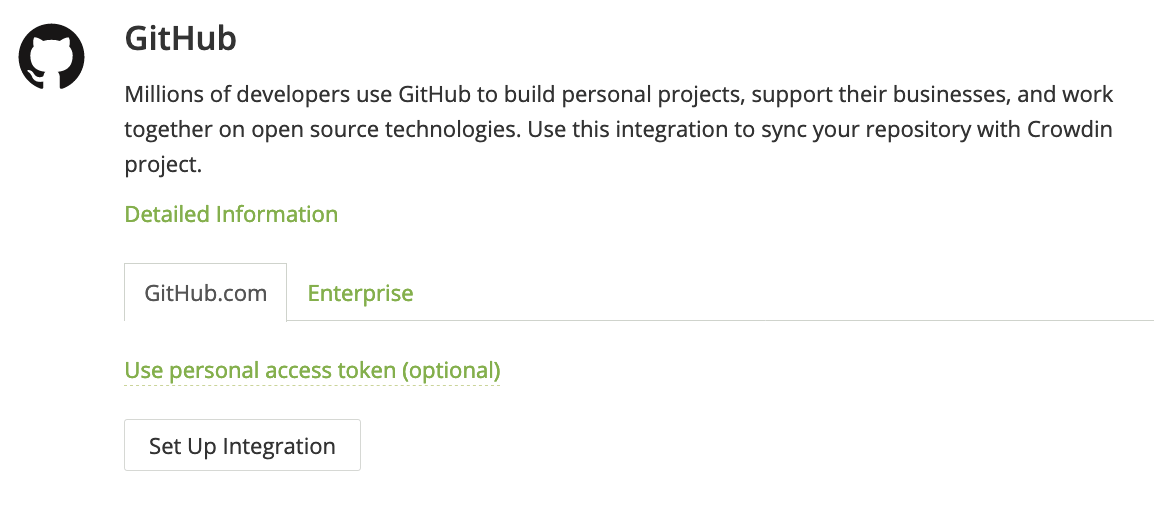 GitHub
Millions of developers use GitHub to build personal projects, support their businesses, and work
together on open source technologies. Use this integration to sync your repository with Crowdin
project.
Detailed Information
GitHub.com Enterprise
Use personal access token (optional)
Set Up Integration